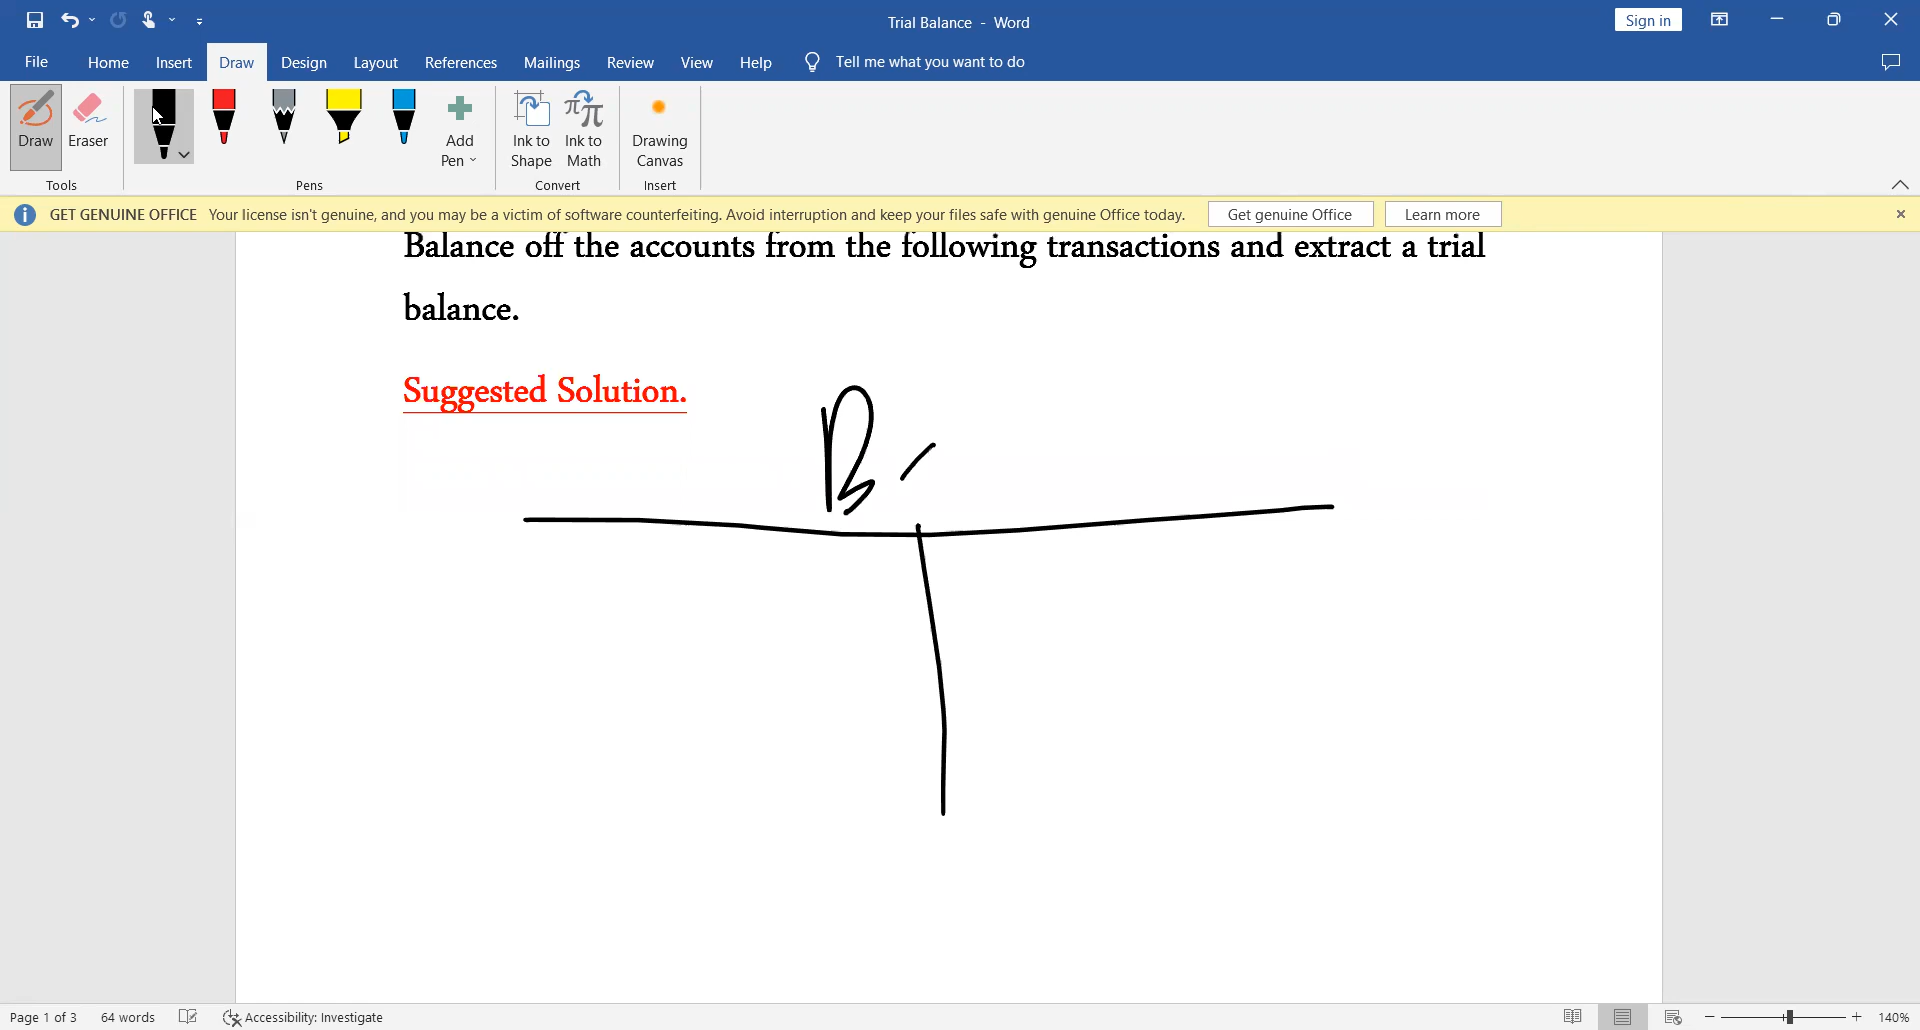 Trial Balance - Word
Sign in
File Home Insert Draw Design Layout References Mailings Review View Help Tell me what you want to do
Draw Eraser Add Pen Ink to Shape Ink to Math Drawing Canvas
Tools Pens Convert Insert
GET GENUINE OFFICE Your license isn't genuine, and you may be a victim of software counterfeiting. Avoid interruption and keep your files safe with genuine Office today. Get genuine Office Learn more
Balance off the accounts from the following transactions and extract a trial
balance.
Suggested Solution.
B
Page 1 of 3 64 words Accessibility: Investigate 140%